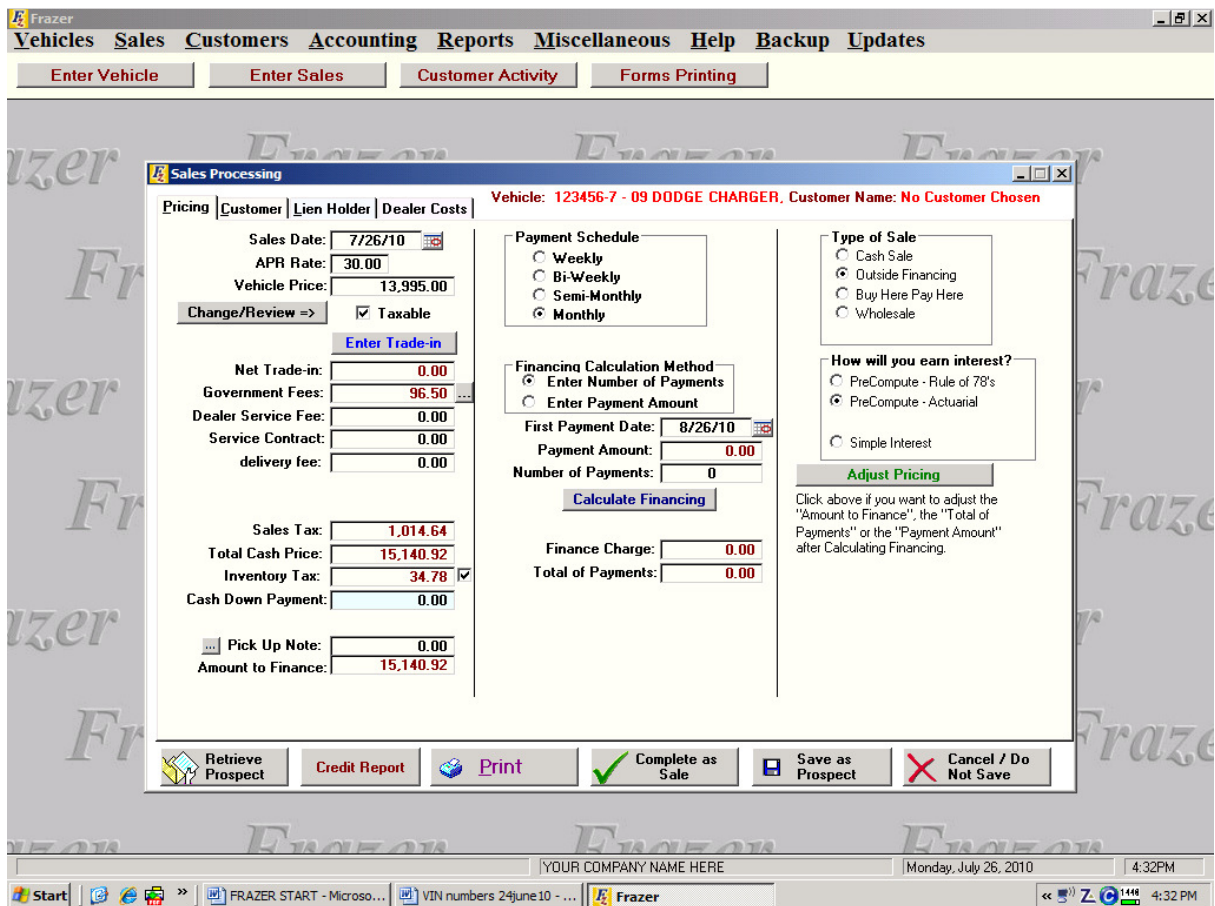 Frazer
Vehicles Sales Customers Accounting Reports Miscellaneous Help Backup Updates
Enter Vehicle Enter Sales Customer Activity Forms Printing
Sales Processing
Pricing Customer Lien Holder Dealer Costs
Vehicle: 123456-7 - 09 DODGE CHARGER, Customer Name: No Customer Chosen
Sales Date: 7/26/10
APR Rate: 30.00
Vehicle Price: 13,995.00
Change/Review => Taxable
Enter Trade-in
Net Trade-in: 0.00
Government Fees: 96.50 ...
Dealer Service Fee: 0.00
Service Contract: 0.00
delivery fee: 0.00
Sales Tax: 1,014.64
Total Cash Price: 15,140.92
Inventory Tax: 34.78
Cash Down Payment: 0.00
... Pick Up Note: 0.00
Amount to Finance: 15,140.92
Payment Schedule
Weekly
Bi-Weekly
Semi-Monthly
Monthly
Financing Calculation Method
Enter Number of Payments
Enter Payment Amount
First Payment Date: 8/26/10
Payment Amount: 0.00
Number of Payments: 0
Calculate Financing
Finance Charge: 0.00
Total of Payments: 0.00
Type of Sale
Cash Sale
Outside Financing
Buy Here Pay Here
Wholesale
How will you earn interest?
PreCompute - Rule of 78's
PreCompute - Actuarial
Simple Interest
Adjust Pricing
Click above if you want to adjust the
"Amount to Finance", the "Total of
Payments" or the "Payment Amount"
after Calculating Financing.
Retrieve
Prospect
Credit Report
Print
Complete as
Sale
Save as
Prospect
Cancel / Do
Not Save
YOUR COMPANY NAME HERE Monday, July 26, 2010 4:32PM
Start FRAZER START - Microso... VIN numbers 24june10 - ... Frazer 4:32 PM